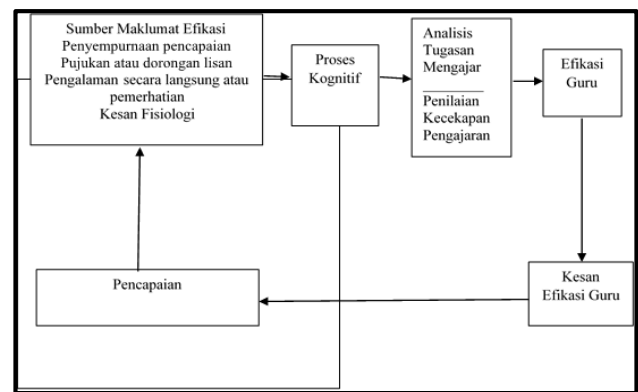 Sumber Maklumat Efikasi
Penyempurnaan pencapaian
Pujukan atau dorongan lisan
Pengalaman secara langsung atau
pemerhatian
Kesan Fisiologi
Proses
Kognitif
Analisis
Tugasan
Mengajar
Penilaian
Kecekapan
Pengajaran
Efikasi
Guru
Kesan
Efikasi Guru
Pencapaian